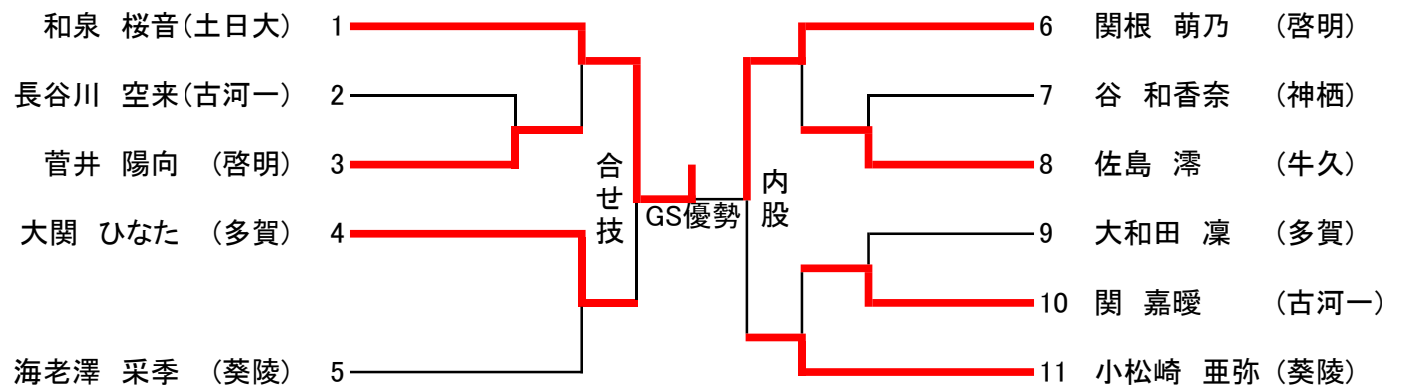 和泉 桜音(土日大) 1
長谷川 空来(古河一) 2
菅井 陽向 (啓明) 3
大関 ひなた (多賀) 4
海老澤 采季 (葵陵) 5
合せ技
GS優勢
内股
6 関根 萌乃 (啓明)
7 谷 和香奈 (神栖)
8 佐島 澪 (牛久)
9 大和田 凜 (多賀)
10 関 嘉曖 (古河一)
11 小松崎 亜弥 (葵陵)